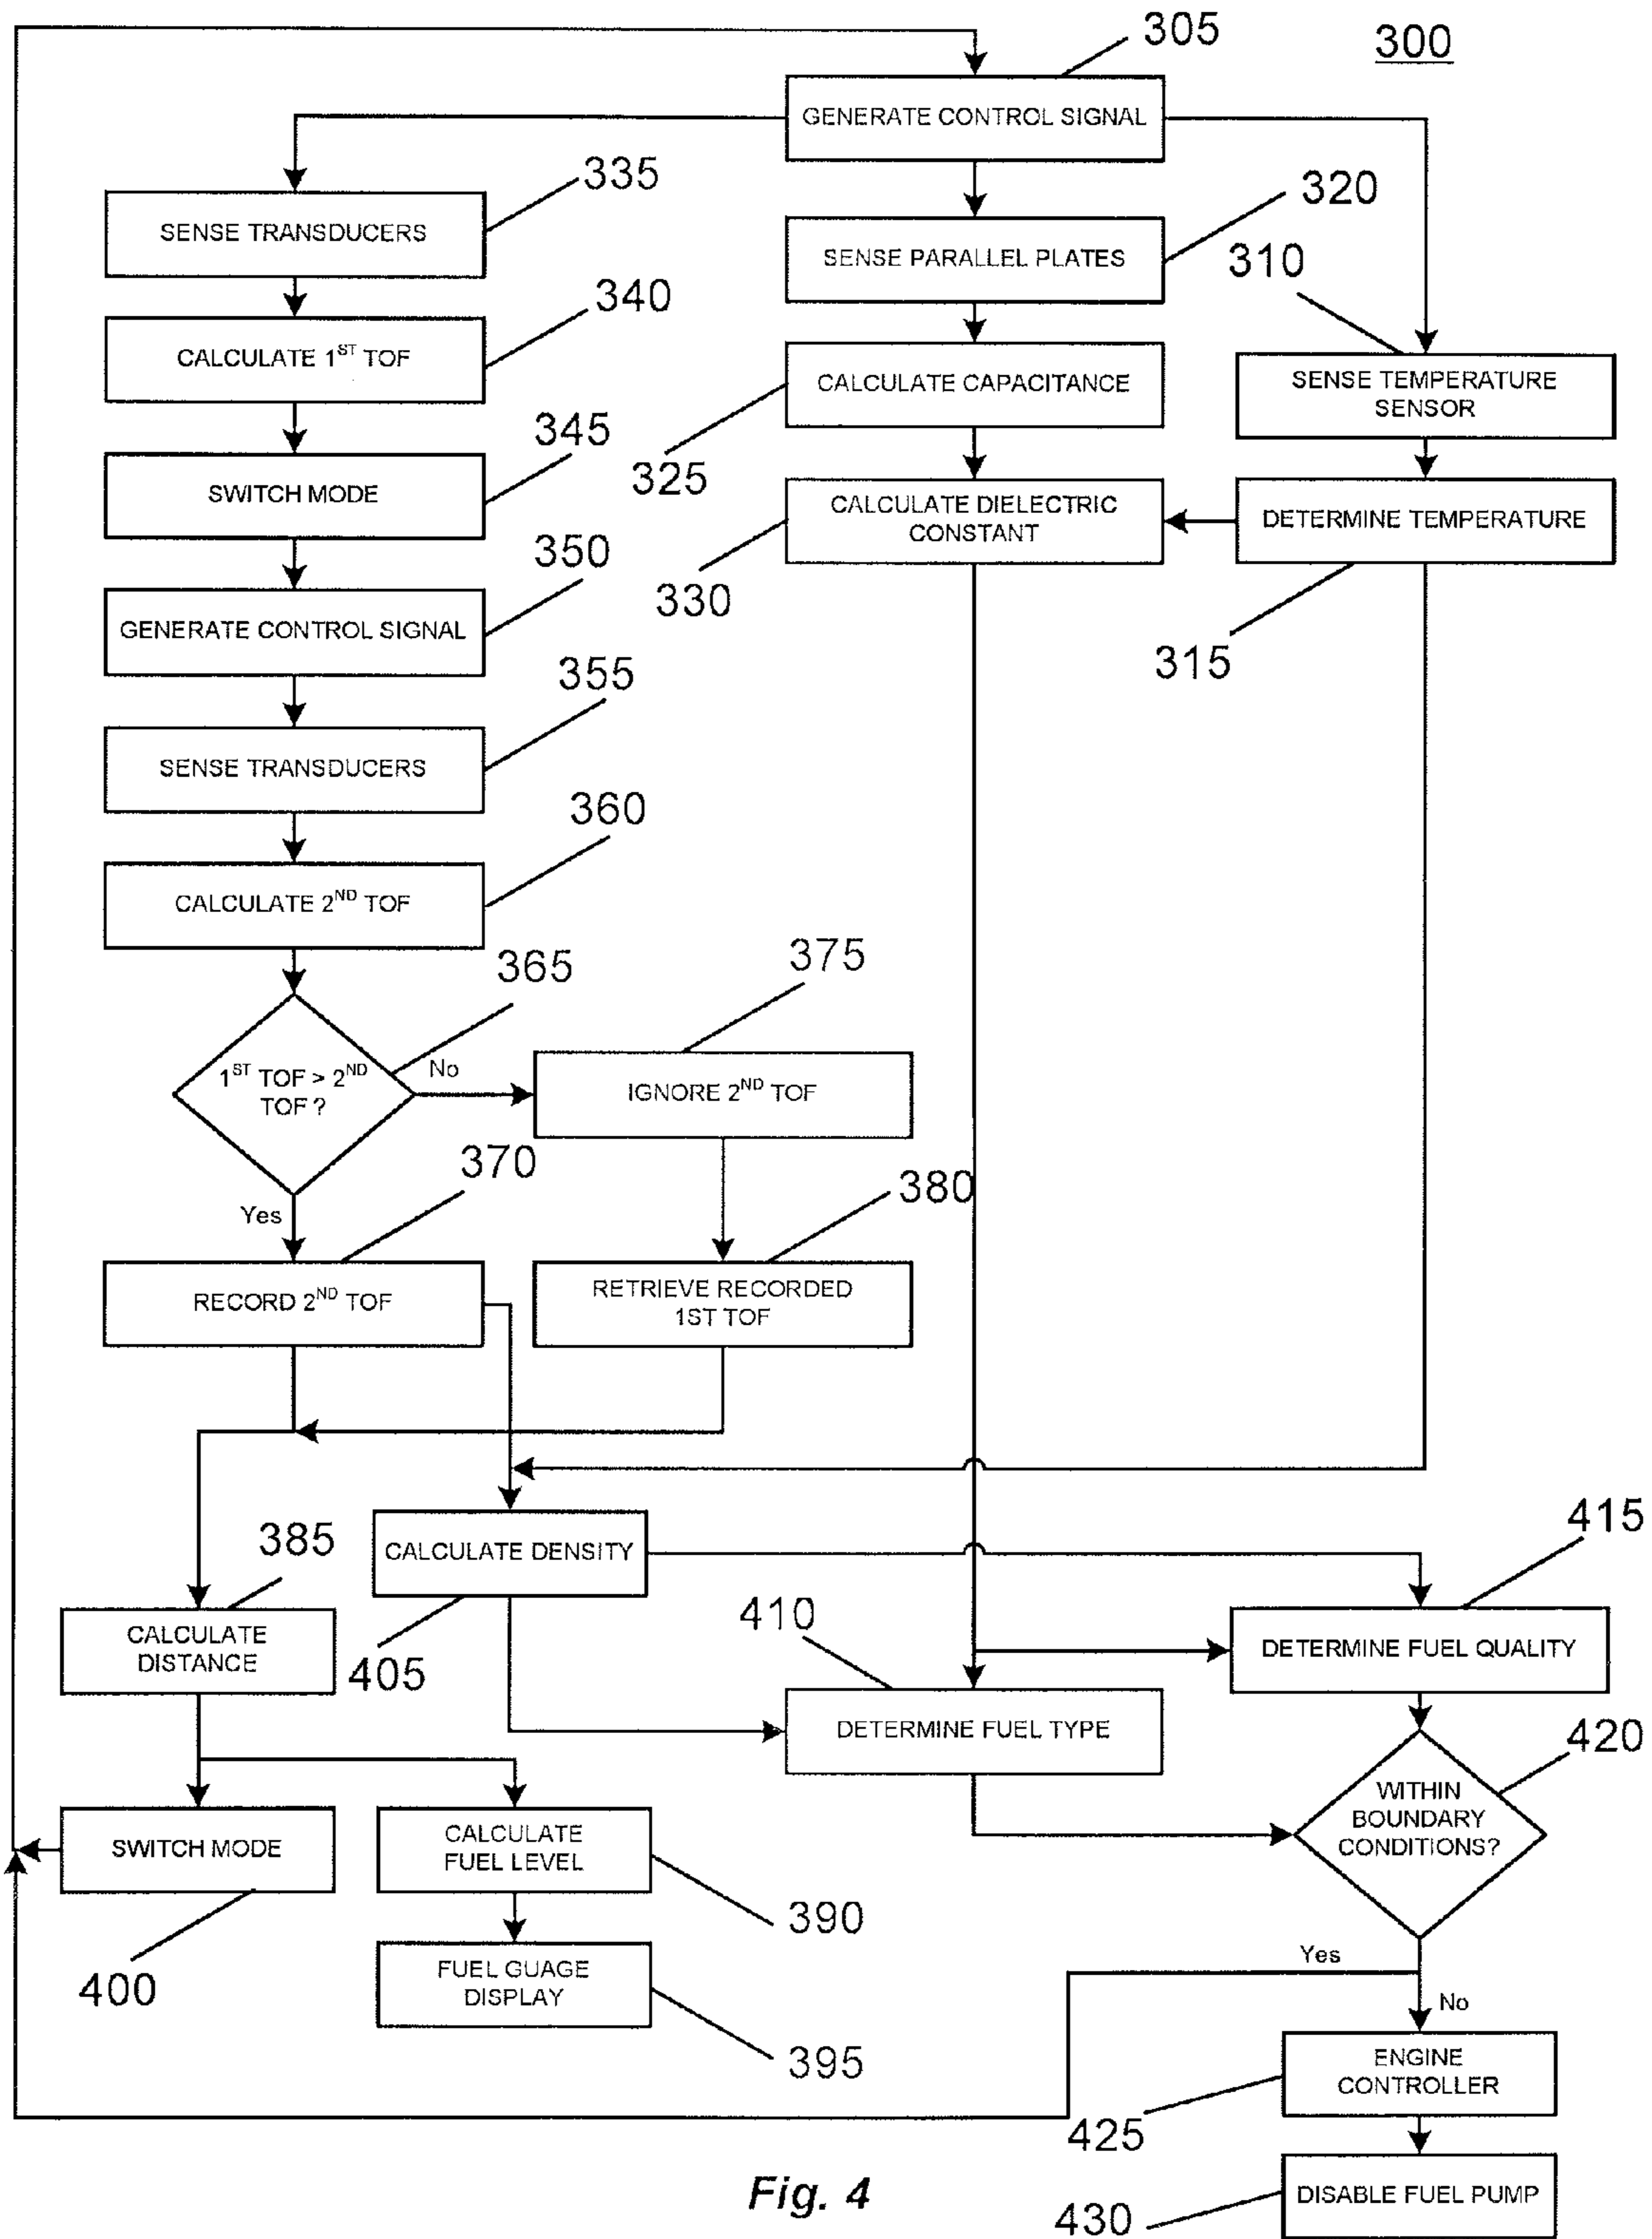 305
300
GENERATE CONTROL SIGNAL
335
320
SENSE TRANSDUCERS
SENSE PARALLEL PLATES
310
340
CALCULATE 1ST TOF
CALCULATE CAPACITANCE
SENSE TEMPERATURE
SENSOR
345
325
SWITCH MODE
CALCULATE DIELECTRIC
CONSTANT
DETERMINE TEMPERATURE
350
330
GENERATE CONTROL SIGNAL
315
355
SENSE TRANSDUCERS
360
CALCULATE 2ND TOF
365
375
1ST TOF > 2ND
TOF ?
No
IGNORE 2ND TOF
370
380
Yes
RECORD 2ND TOF
RETRIEVE RECORDED
1ST TOF
385
CALCULATE DENSITY
415
CALCULATE
DISTANCE
405
410
DETERMINE FUEL QUALITY
DETERMINE FUEL TYPE
420
SWITCH MODE
CALCULATE
FUEL LEVEL
WITHIN
BOUNDARY
CONDITIONS?
390
400
FUEL GUAGE
DISPLAY
Yes
No
395
ENGINE
CONTROLLER
425
Fig. 4
DISABLE FUEL PUMP
430